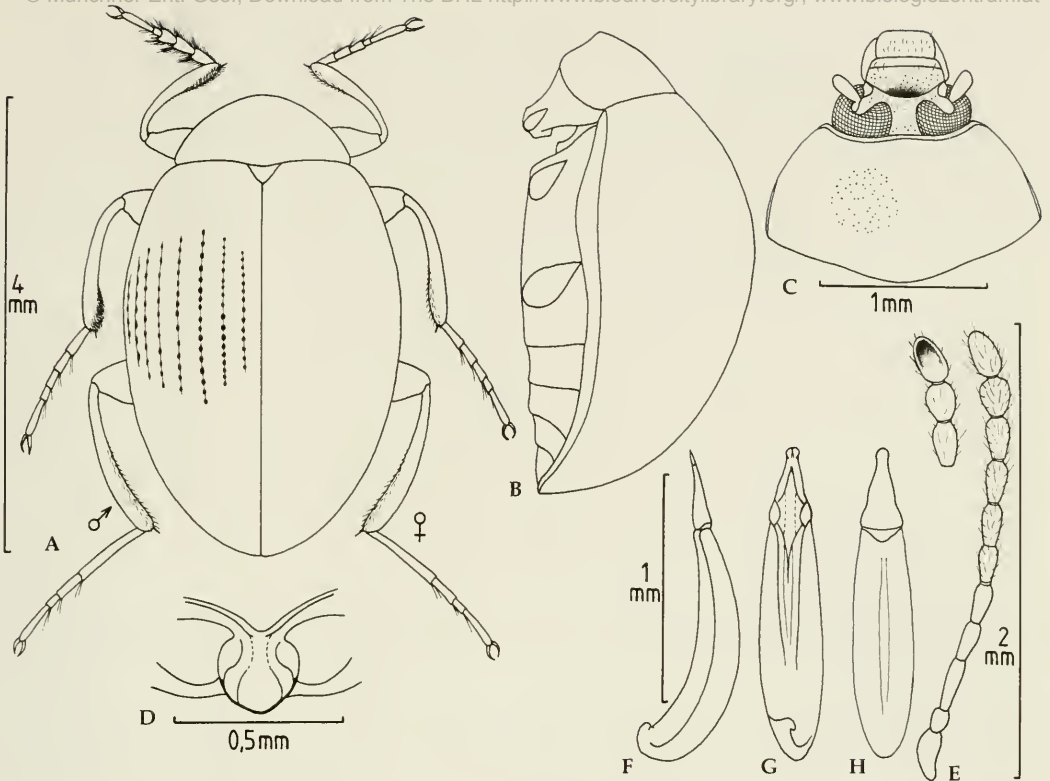 © Münchner Ent. Ges., Download from The BHL http://www.biodiversitylibrary.org/; www.biologiezentrum.at
4
mm
♂
A
♀
B
C
1mm
D
0,5mm
1
mm
F
G
H
2
mm
E